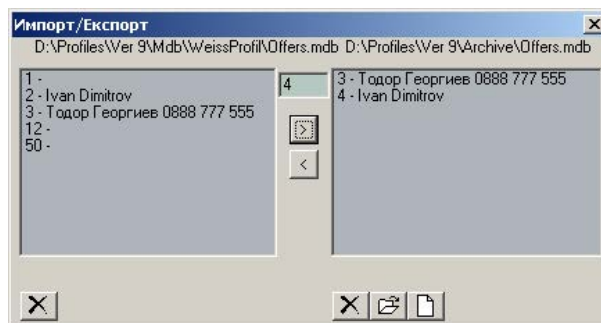 Импорт/Експорт
D:\Profiles\Ver 9\Mdb\WeissProfil\Offers.mdb D:\Profiles\Ver 9\Archive\Offers.mdb
1 -
2 - Ivan Dimitrov
3 - Тодор Георгиев 0888 777 555
12 -
50 -
4
>
<
3 - Тодор Георгиев 0888 777 555
4 - Ivan Dimitrov